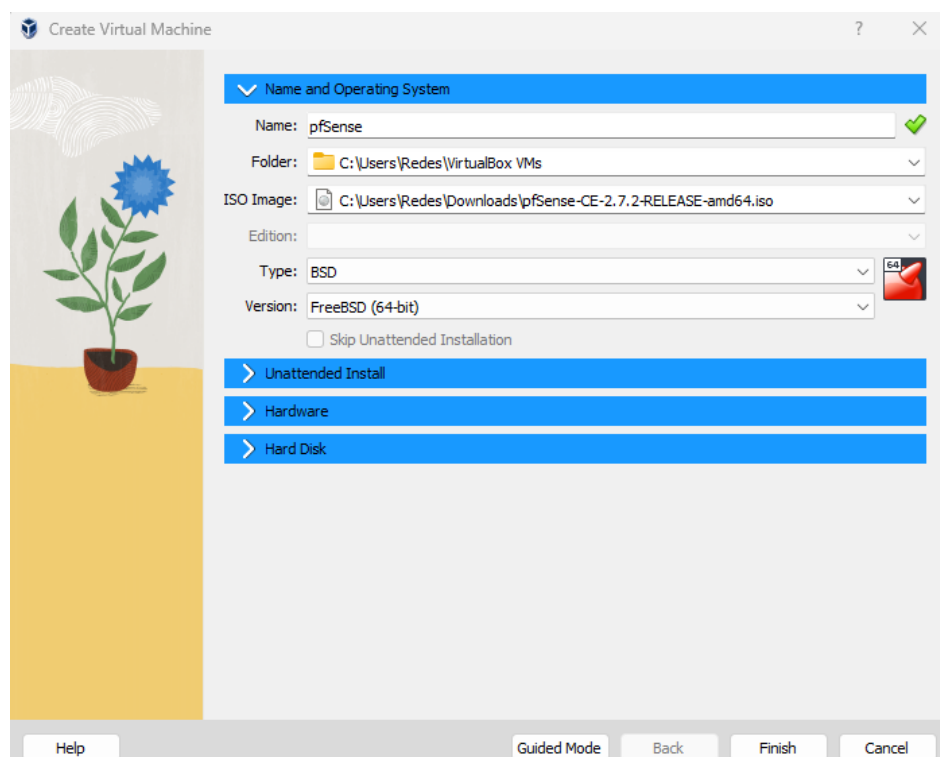 Create Virtual Machine ? ×
Name and Operating System
Name: pfSense
Folder: C:\Users\Redes\VirtualBox VMs
ISO Image: C:\Users\Redes\Downloads\pfSense-CE-2.7.2-RELEASE-amd64.iso
Edition:
Type: BSD
64
Version: FreeBSD (64-bit)
Skip Unattended Installation
Unattended Install
Hardware
Hard Disk
Help Guided Mode Back Finish Cancel